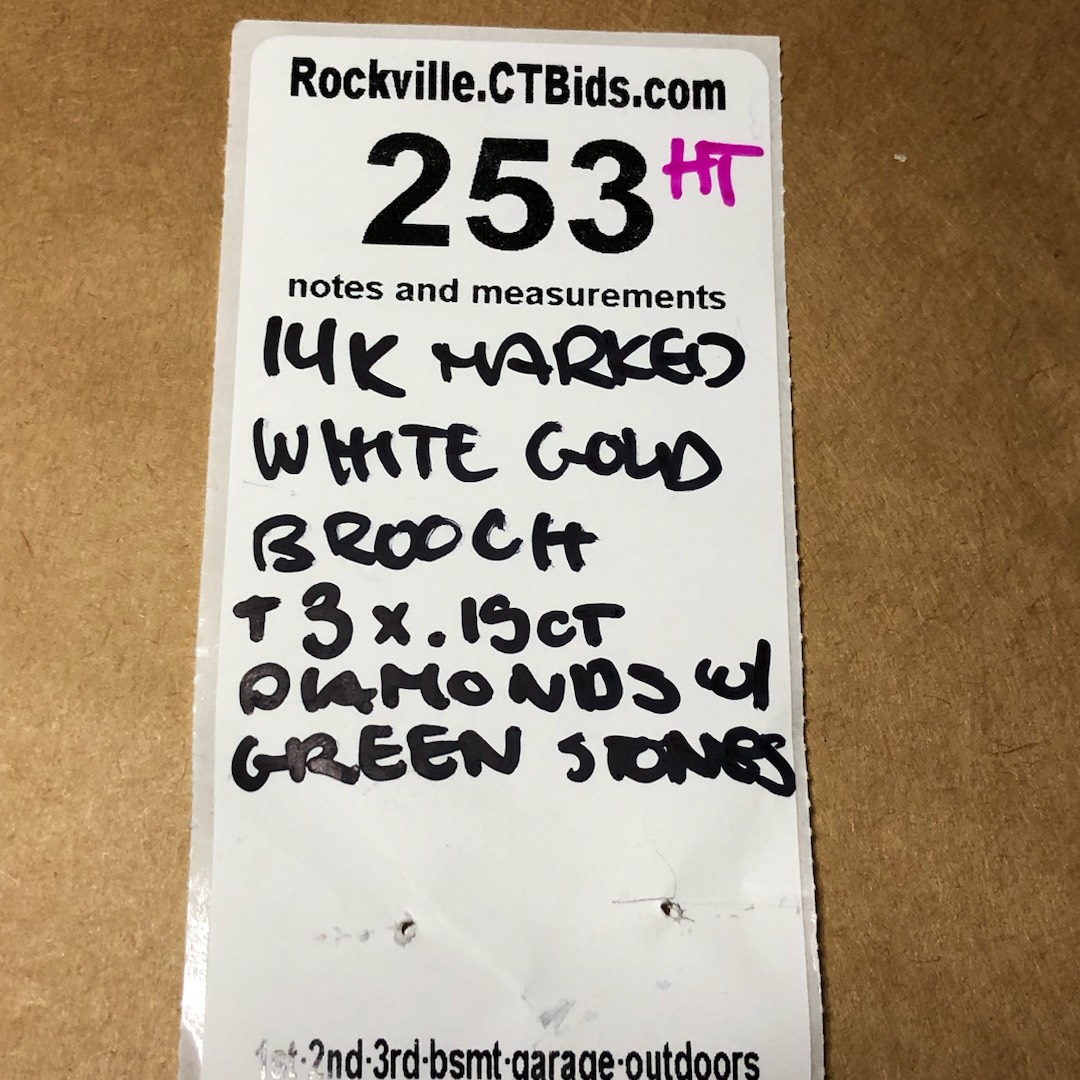 Rockville.CTBids.com
253 HT
notes and measurements
14K MARKED
WHITE GOLD
BROOCH
T 3 x .15CT
DIAMONDS w/
GREEN STONES
1st·2nd·3rd·bsmt·garage·outdoors